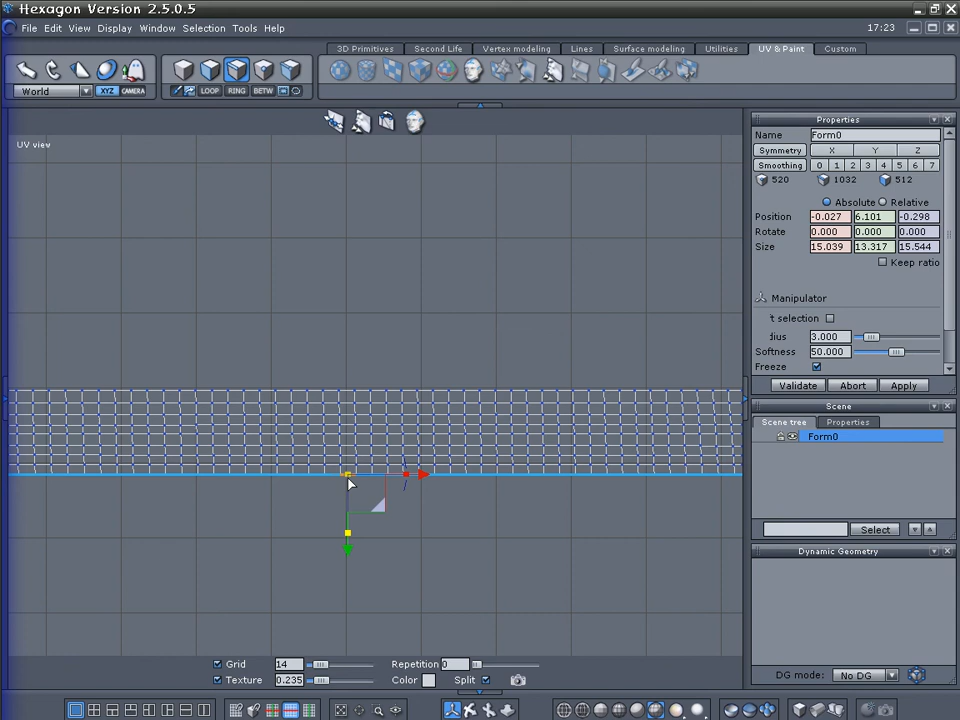 Hexagon Version 2.5.0.5
File Edit View Display Window Selection Tools Help 17:23
3D Primitives Second Life Vertex modeling Lines Surface modeling Utilities UV & Paint Custom
World XYZ CAMERA LOOP RING BETW
UV view
Properties
Name Form0
Symmetry X Y Z
Smoothing 0 1 2 3 4 5 6 7
520 1032 512
Absolute Relative
Position -0.027 6.101 -0.298
Rotate 0.000 0.000 0.000
Size 15.039 13.317 15.544
Keep ratio
Manipulator
't selection
dius 3.000
Softness 50.000
Freeze
Validate Abort Apply
Scene
Scene tree Properties
Form0
Select
Dynamic Geometry
DG mode: No DG
Grid 14 Repetition 0
Texture 0.235 Color Split